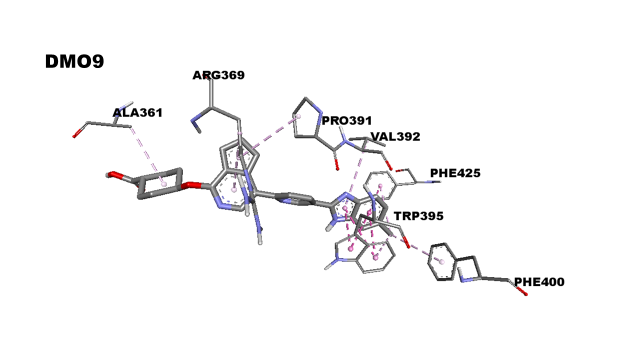 DMO9
ARG369
ALA361
PRO391
VAL392
PHE425
TRP395
PHE400